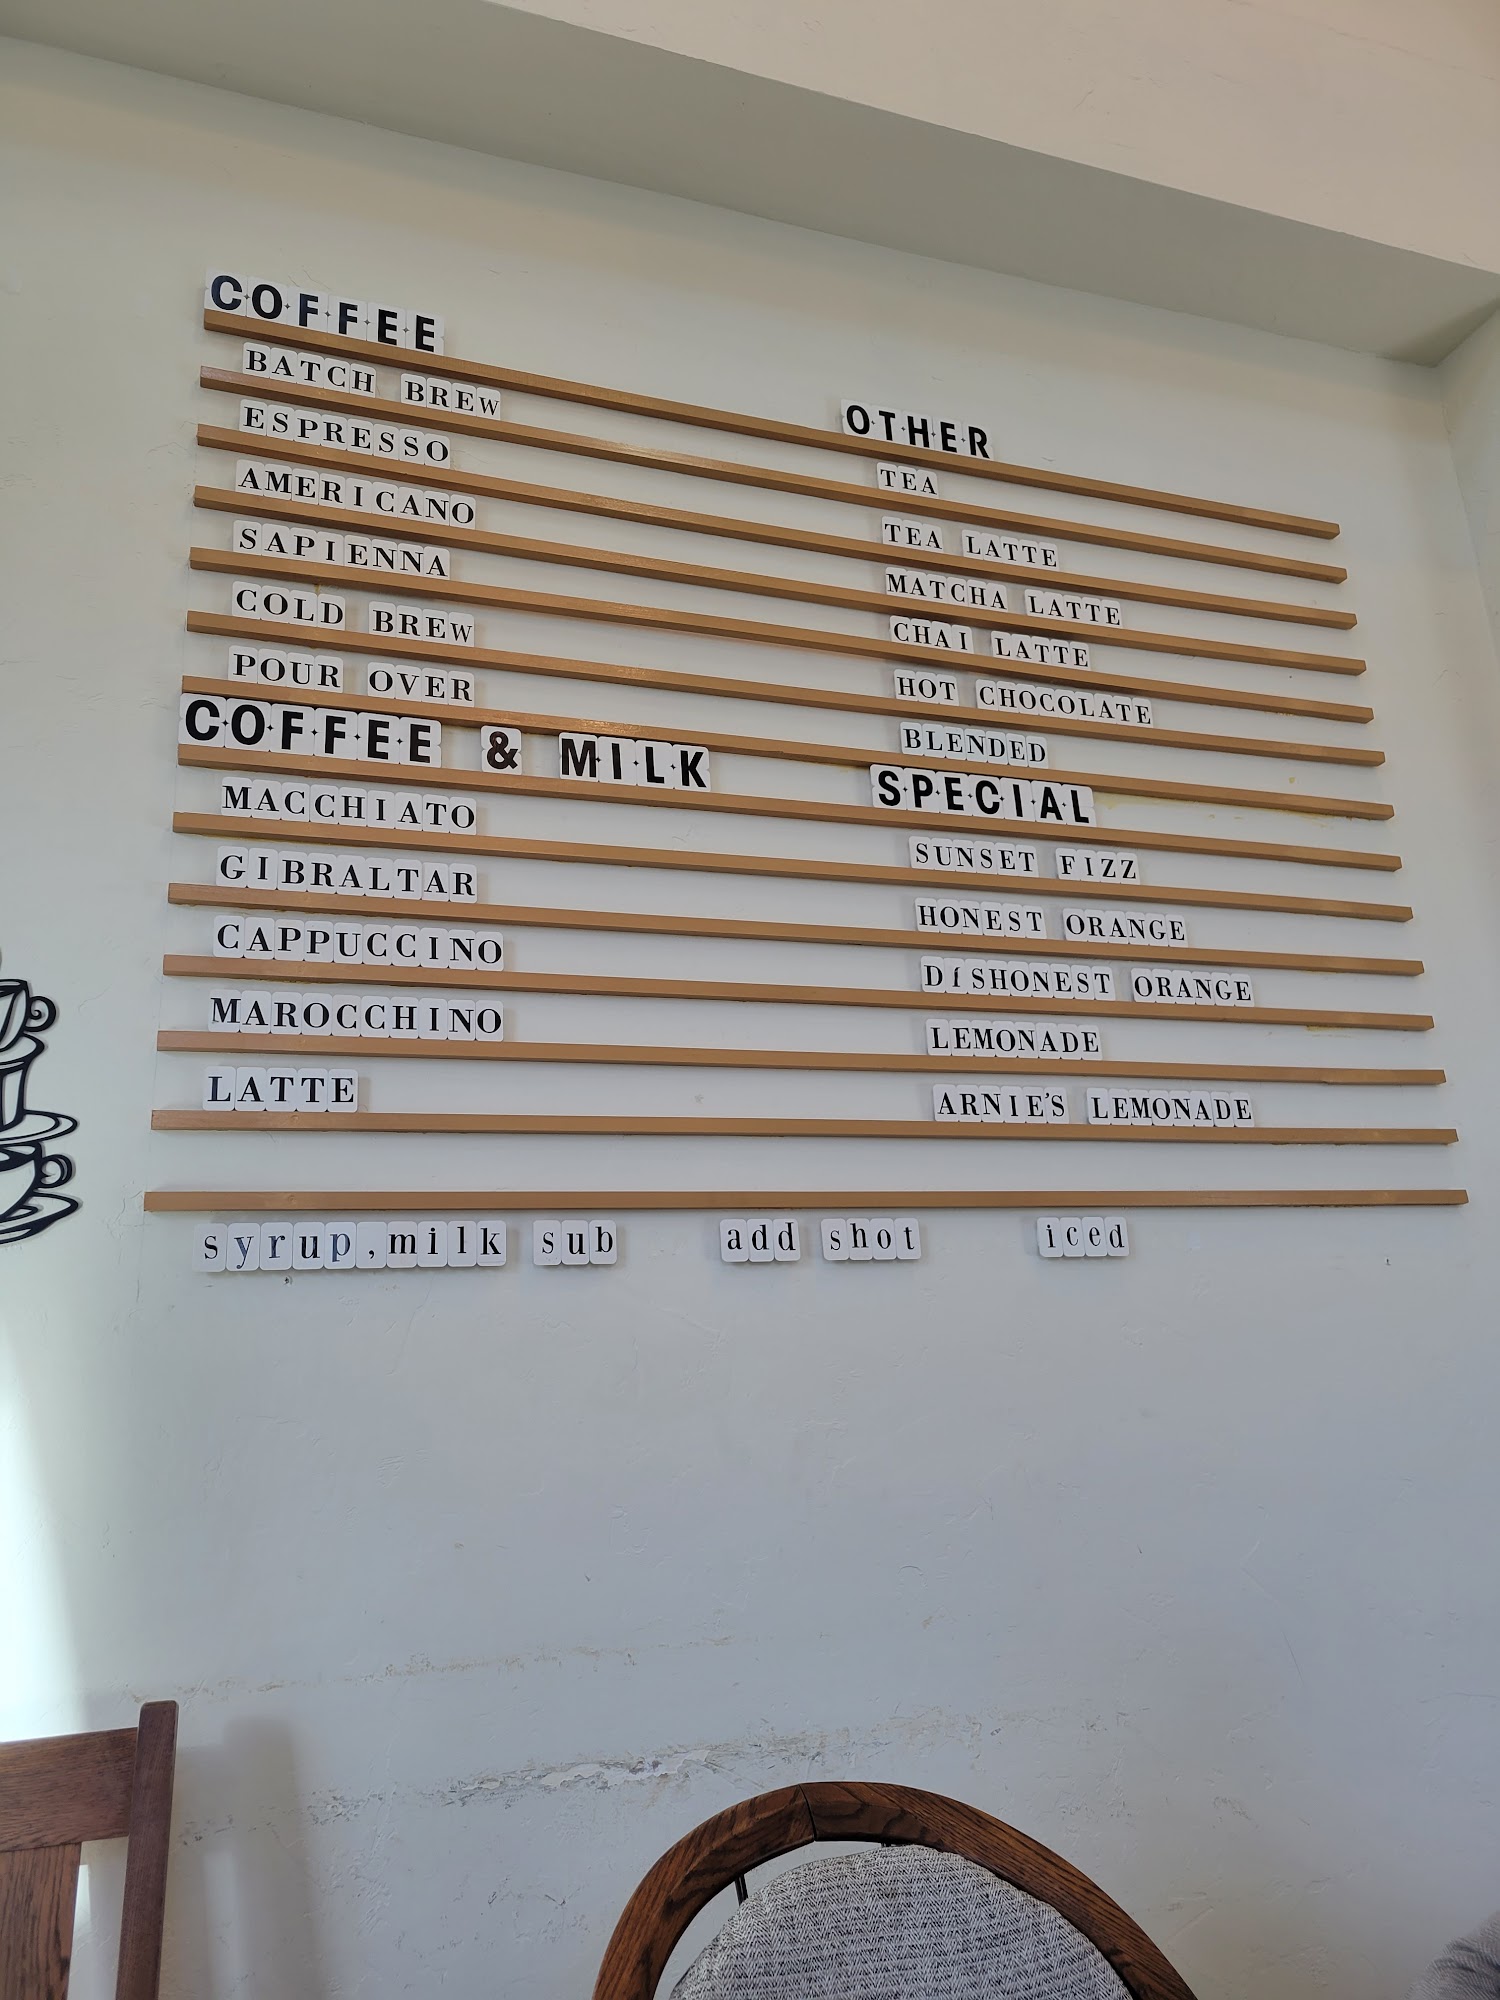 COFFEE
BATCH BREW
ESPRESSO
AMERICANO
SAPIENNA
COLD BREW
POUR OVER
COFFEE & MILK
MACCHIATO
GIBRALTAR
CAPPUCCINO
MAROCCHINO
LATTE
OTHER
TEA
TEA LATTE
MATCHA LATTE
CHAI LATTE
HOT CHOCOLATE
BLENDED
SPECIAL
SUNSET FIZZ
HONEST ORANGE
DISHONEST ORANGE
LEMONADE
ARNIE'S LEMONADE
syrup,milk sub add shot iced